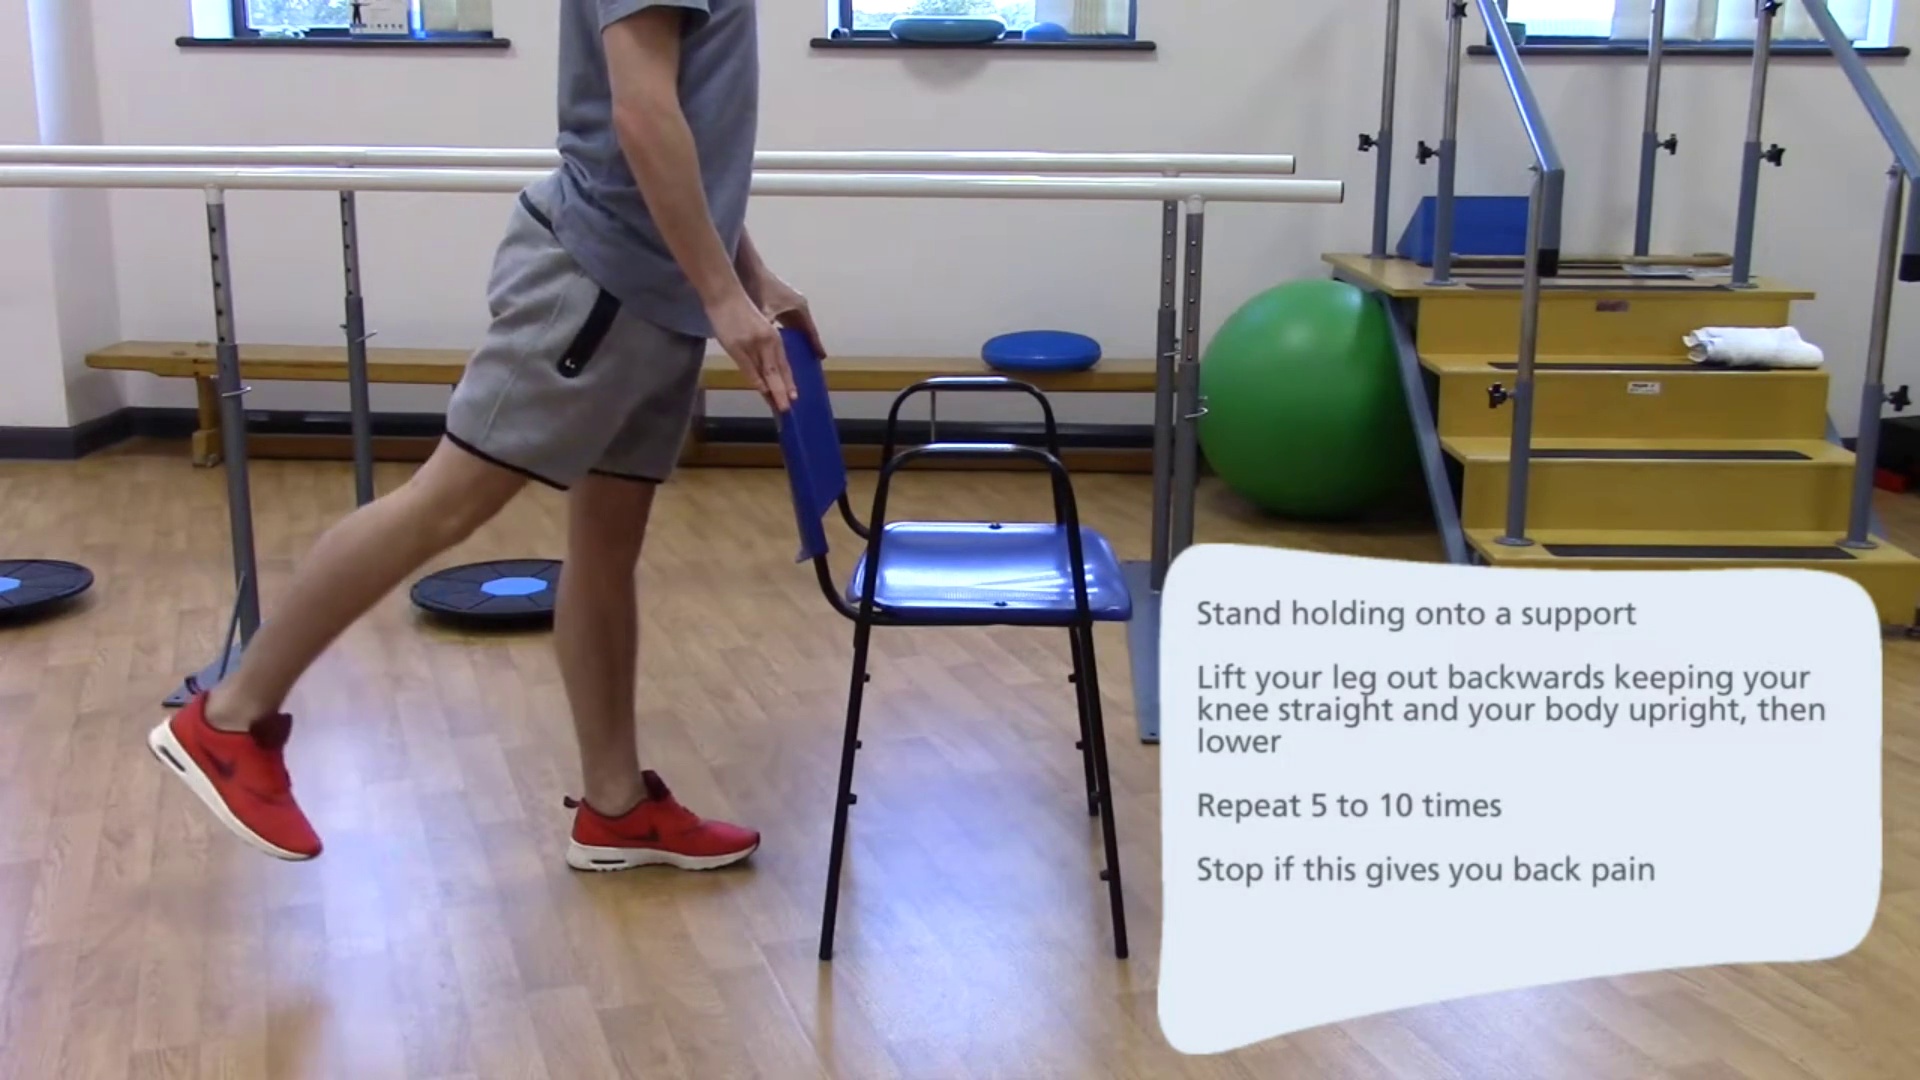 Stand holding onto a support
Lift your leg out backwards keeping your
knee straight and your body upright, then
lower
Repeat 5 to 10 times
Stop if this gives you back pain